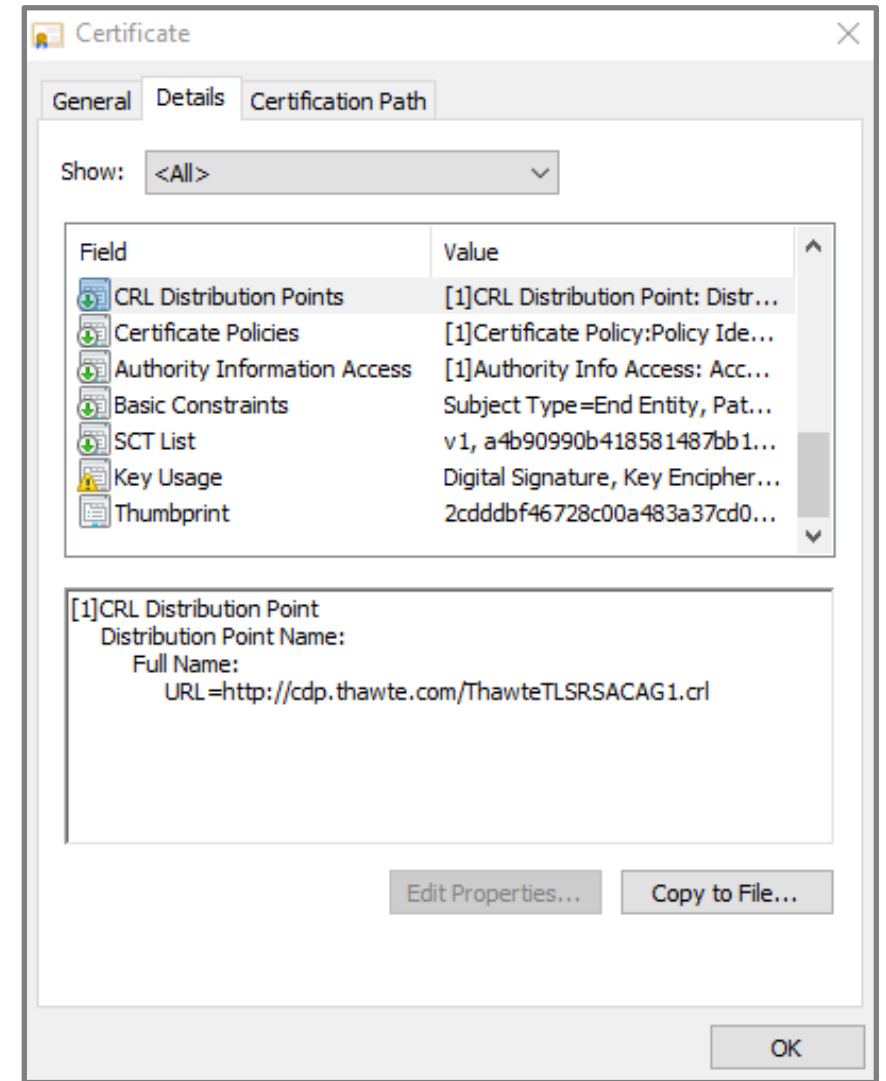 Certificate
General Details Certification Path
Show: <All>
Field Value
CRL Distribution Points [1]CRL Distribution Point: Distr...
Certificate Policies [1]Certificate Policy:Policy Ide...
Authority Information Access [1]Authority Info Access: Acc...
Basic Constraints Subject Type=End Entity, Pat...
SCT List v1, a4b90990b418581487bb1...
Key Usage Digital Signature, Key Encipher...
Thumbprint 2cdddbf46728c00a483a37cd0...
[1]CRL Distribution Point
Distribution Point Name:
Full Name:
URL=http://cdp.thawte.com/ThawteTLSRSACAG1.crl
Edit Properties... Copy to File...
OK